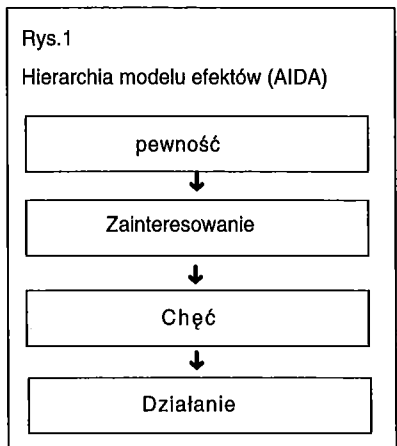 Rys.1
Hierarchia modelu efektów (AIDA)
pewność
Zainteresowanie
Chęć
Działanie